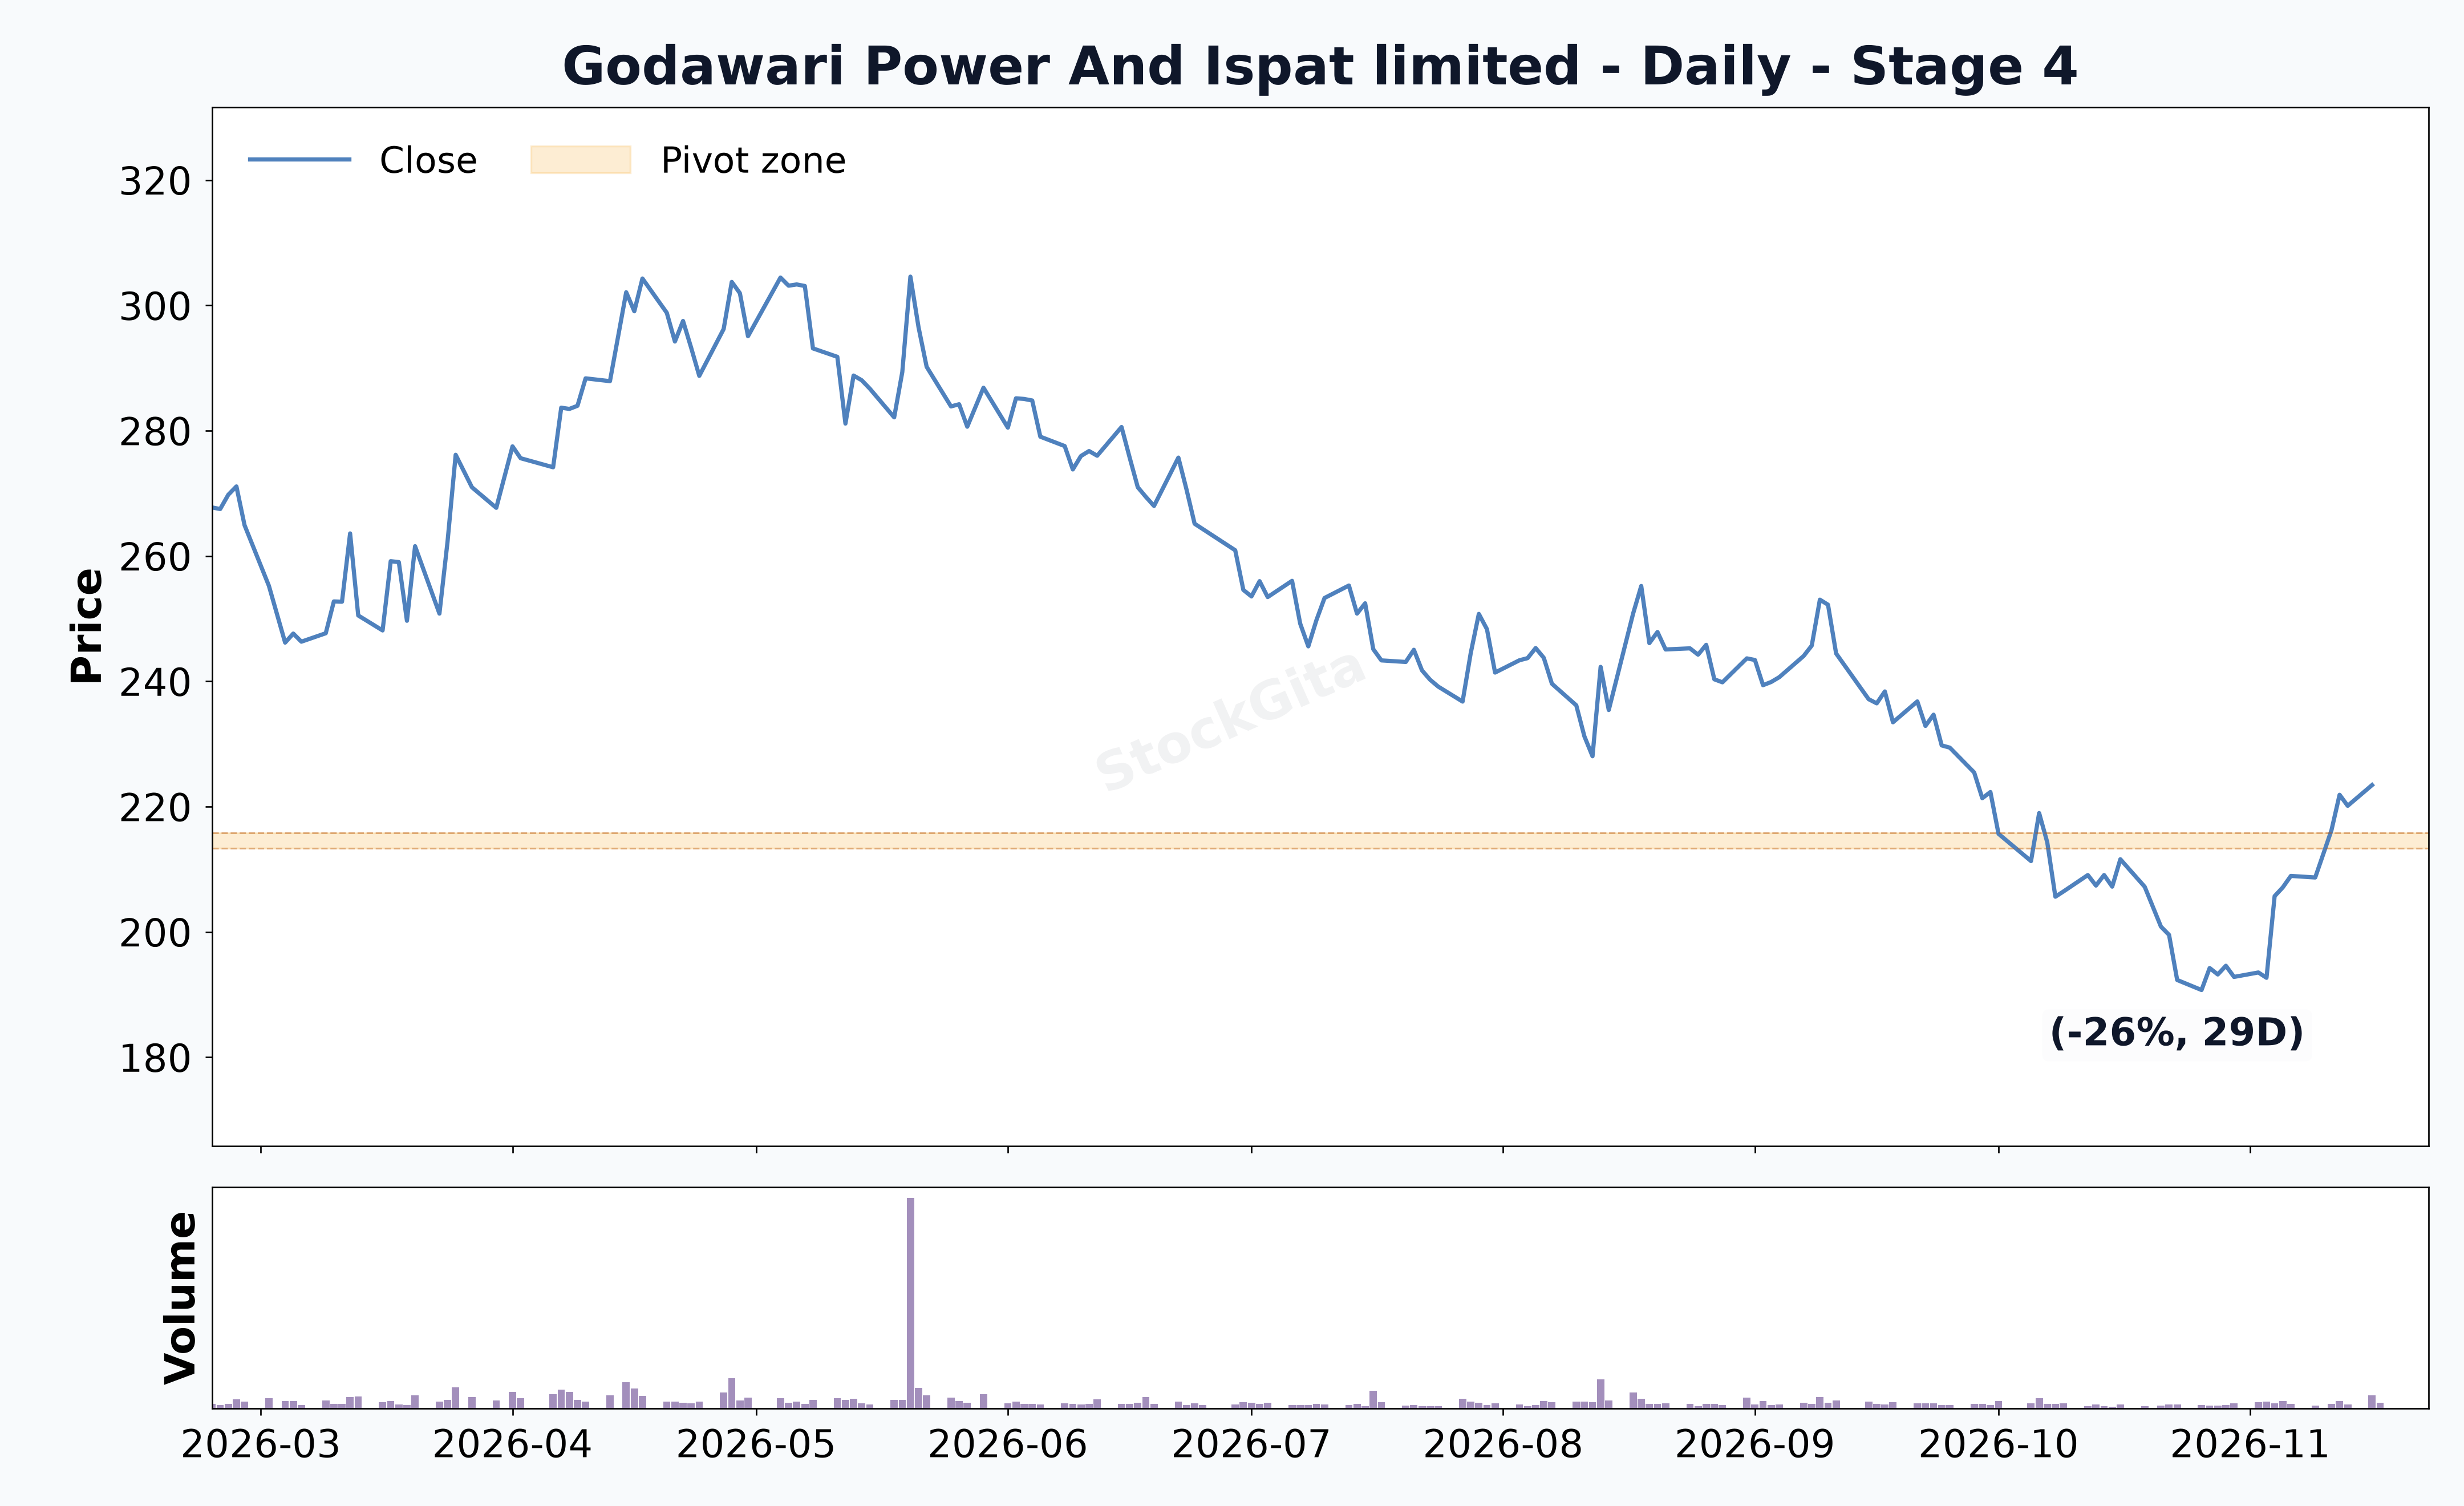 Godawari Power And Ispat limited - Daily - Stage 4
Close
Pivot zone
320
300
280
260
240
220
200
180
Price
StockGita
(-26%, 29D)
Volume
2026-03
2026-04
2026-05
2026-06
2026-07
2026-08
2026-09
2026-10
2026-11